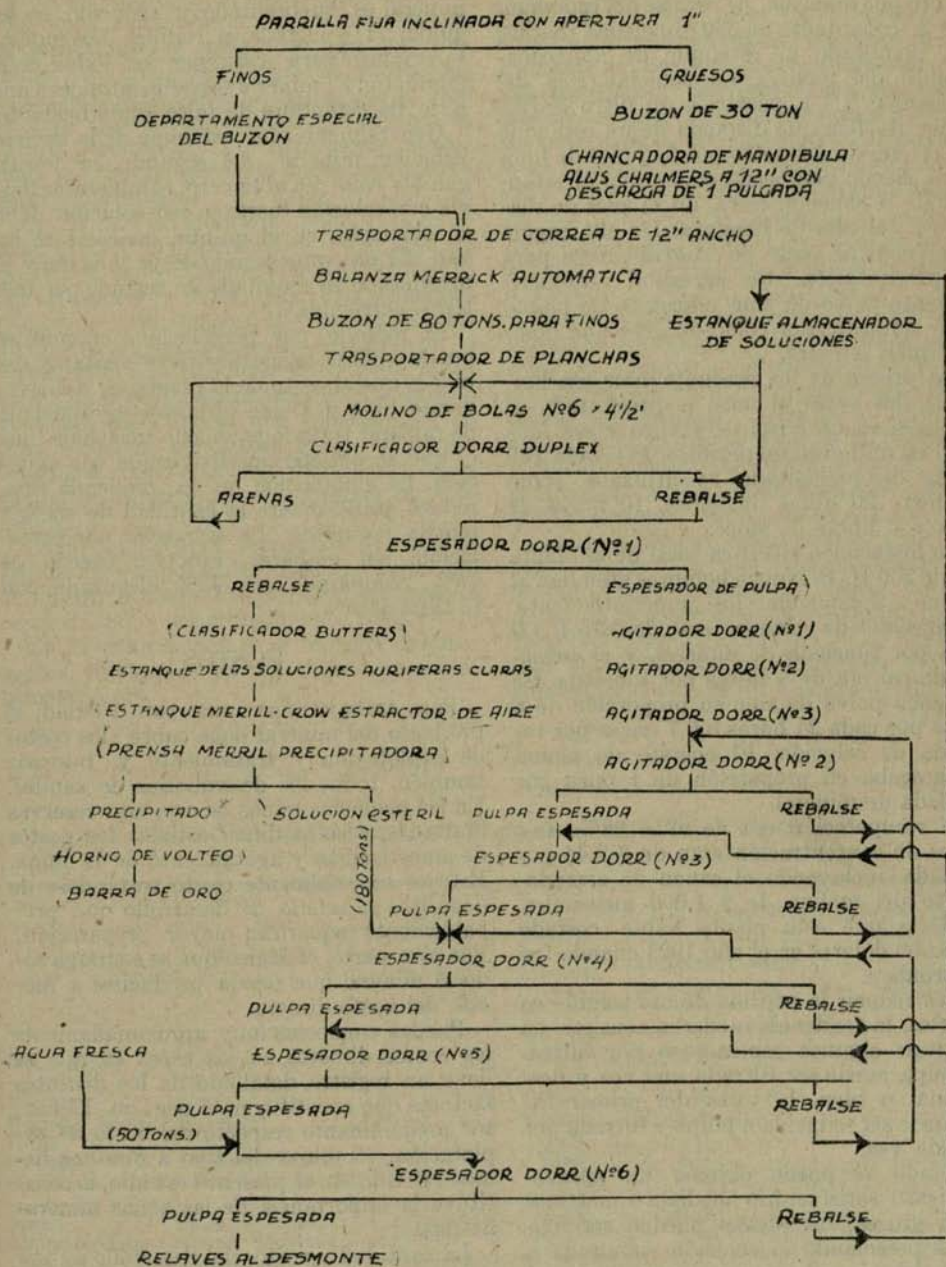 PARRILLA FIJA INCLINADA CON APERTURA 1"
FINOS
GRUESOS
DEPARTAMENTO ESPECIAL
DEL BUZON
BUZON DE 30 TON
CHANCADORA DE MANDIBULA
ALLIS CHALMERS A 12" CON
DESCARGA DE 1 PULGADA
TRASPORTADOR DE CORREA DE 12" ANCHO
BALANZA MERRICK AUTOMATICA
BUZON DE 80 TONS. PARA FINOS
ESTANQUE ALMACENADOR
DE SOLUCIONES
TRASPORTADOR DE PLANCHAS
MOLINO DE BOLAS Nº6 × 4½'
CLASIFICADOR DORR DUPLEX
ARENAS
REBALSE
ESPESADOR DORR (Nº1)
REBALSE
ESPESADOR DE PULPA
CLASIFICADOR BUTTERS
AGITADOR DORR (Nº1)
ESTANQUE DE LAS SOLUCIONES AURIFERAS CLARAS
AGITADOR DORR (Nº2)
ESTANQUE MERILL-CROW ESTRACTOR DE AIRE
AGITADOR DORR (Nº3)
(PRENSA MERRIL PRECIPITADORA)
AGITADOR DORR (Nº 2)
PRECIPITADO
SOLUCION ESTERIL
PULPA ESPESADA
REBALSE
HORNO DE VOLTEO
(180 Tons)
ESPESADOR DORR (Nº3)
BARRA DE ORO
PULPA ESPESADA
REBALSE
ESPESADOR DORR (Nº4)
PULPA ESPESADA
REBALSE
AGUA FRESCA
ESPESADOR DORR (Nº5)
PULPA ESPESADA
REBALSE
(50 TONS.)
ESPESADOR DORR (Nº6)
PULPA ESPESADA
REBALSE
RELAVES AL DESMONTE